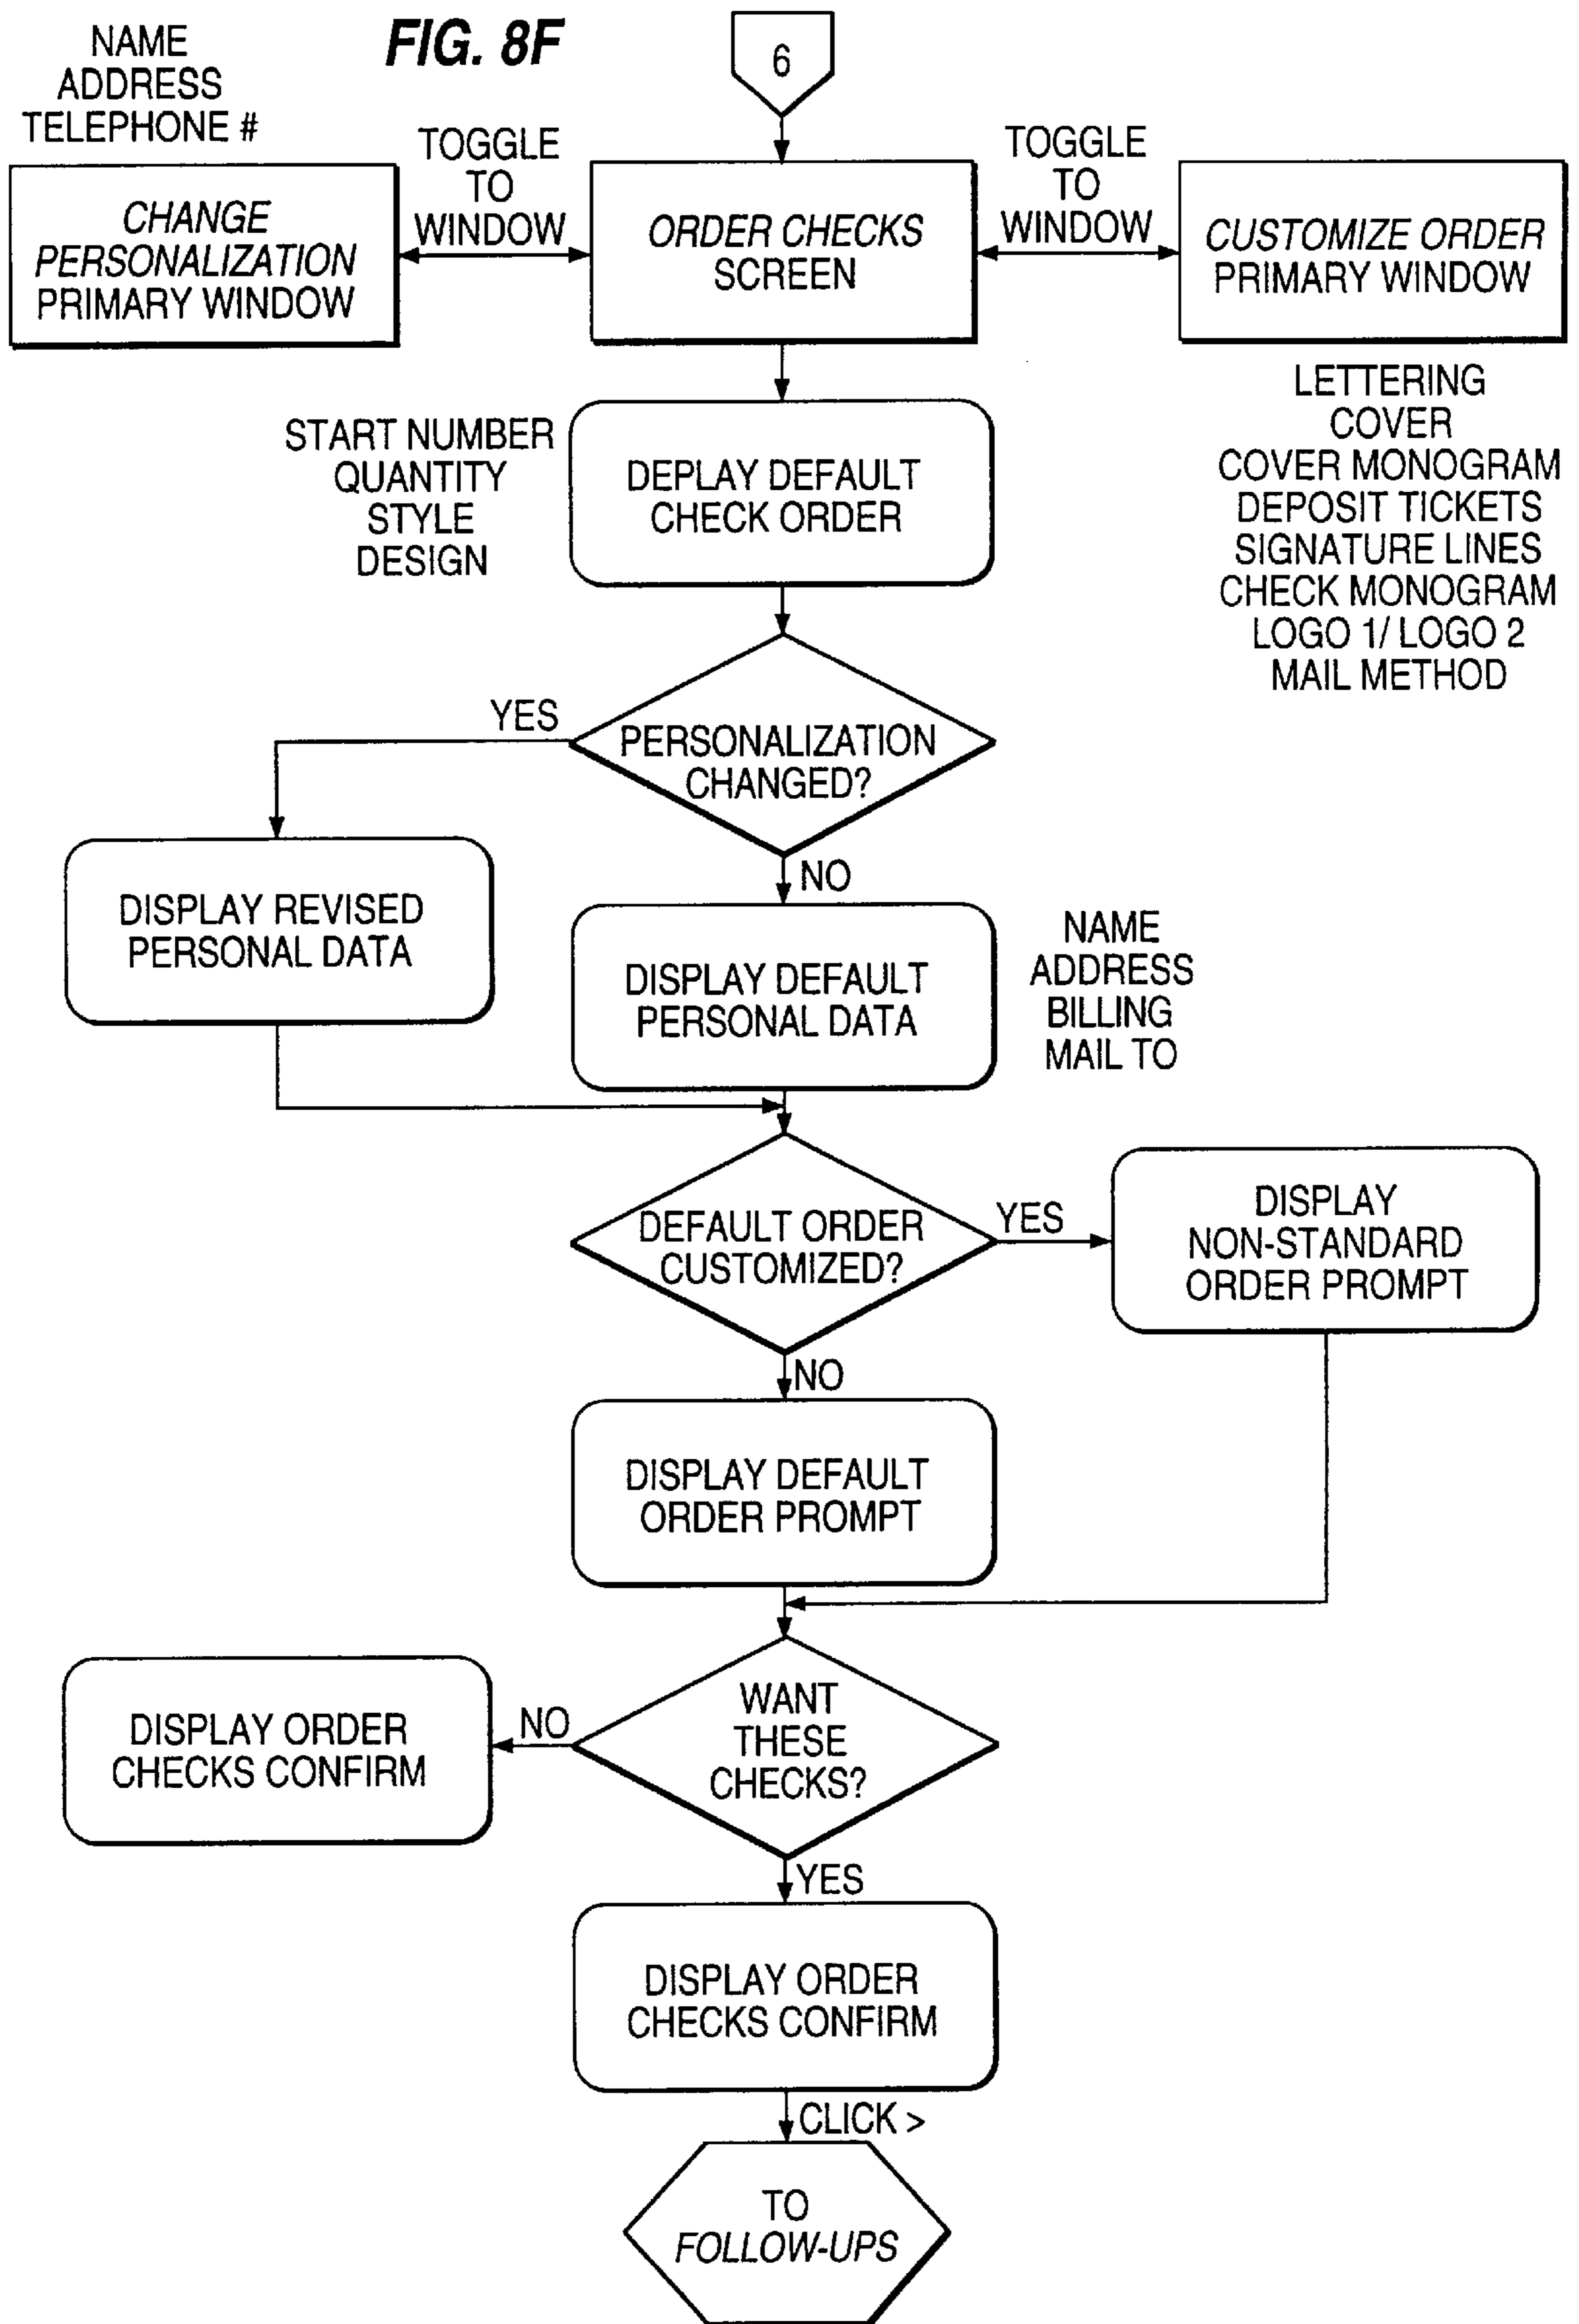 FIG. 8F
6
NAME
ADDRESS
TELEPHONE #
CHANGE
PERSONALIZATION
PRIMARY WINDOW
TOGGLE
TO
WINDOW
ORDER CHECKS
SCREEN
TOGGLE
TO
WINDOW
CUSTOMIZE ORDER
PRIMARY WINDOW
LETTERING
COVER
COVER MONOGRAM
DEPOSIT TICKETS
SIGNATURE LINES
CHECK MONOGRAM
LOGO 1/ LOGO 2
MAIL METHOD
START NUMBER
QUANTITY
STYLE
DESIGN
DEPLAY DEFAULT
CHECK ORDER
PERSONALIZATION
CHANGED?
YES
DISPLAY REVISED
PERSONAL DATA
NO
DISPLAY DEFAULT
PERSONAL DATA
NAME
ADDRESS
BILLING
MAIL TO
DEFAULT ORDER
CUSTOMIZED?
YES
DISPLAY
NON-STANDARD
ORDER PROMPT
NO
DISPLAY DEFAULT
ORDER PROMPT
WANT
THESE
CHECKS?
NO
DISPLAY ORDER
CHECKS CONFIRM
YES
DISPLAY ORDER
CHECKS CONFIRM
CLICK >
TO
FOLLOW-UPS